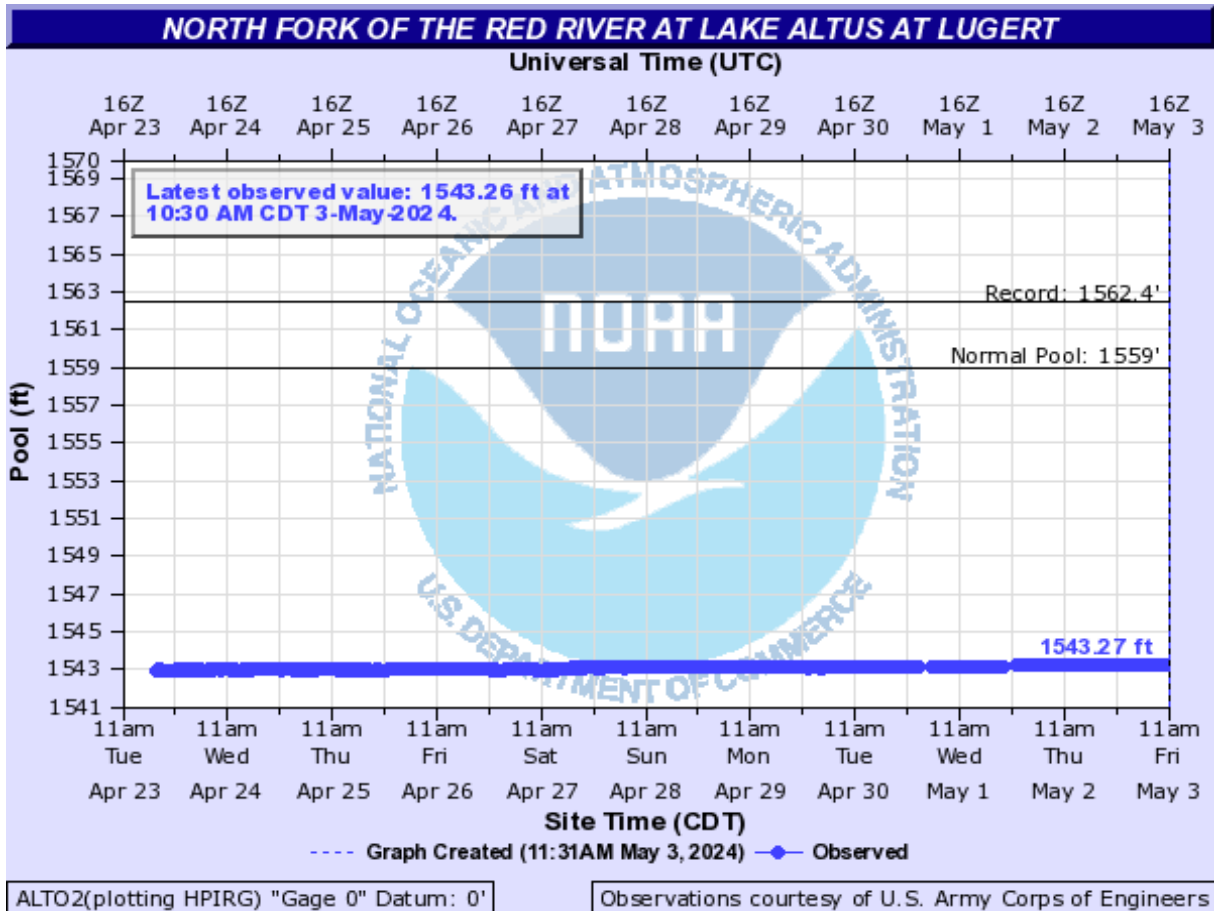 NORTH FORK OF THE RED RIVER AT LAKE ALTUS AT LUGERT
Universal Time (UTC)
16Z 16Z 16Z 16Z 16Z 16Z 16Z 16Z 16Z 16Z 16Z
Apr 23 Apr 24 Apr 25 Apr 26 Apr 27 Apr 28 Apr 29 Apr 30 May 1 May 2 May 3
Latest observed value: 1543.26 ft at
10:30 AM CDT 3-May-2024.
NATIONAL OCEANIC AND ATMOSPHERIC ADMINISTRATION
NOAA
U.S. DEPARTMENT OF COMMERCE
Record: 1562.4'
Normal Pool: 1559'
1543.27 ft
Pool (ft)
1570
1569
1567
1565
1563
1561
1559
1557
1555
1553
1551
1549
1547
1545
1543
1541
11am 11am 11am 11am 11am 11am 11am 11am 11am 11am 11am
Tue Wed Thu Fri Sat Sun Mon Tue Wed Thu Fri
Apr 23 Apr 24 Apr 25 Apr 26 Apr 27 Apr 28 Apr 29 Apr 30 May 1 May 2 May 3
Site Time (CDT)
Graph Created (11:31AM May 3, 2024) Observed
ALTO2(plotting HPIRG) "Gage 0" Datum: 0'
Observations courtesy of U.S. Army Corps of Engineers